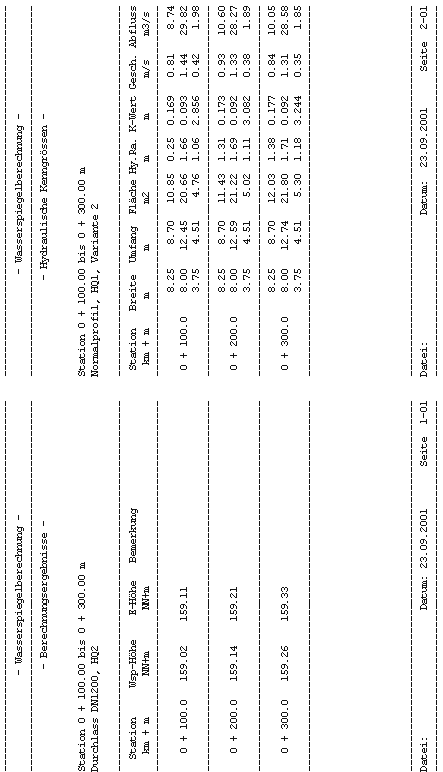 - Wasserspiegelberechnung -
- Berechnungsergebnisse -
Station 0 + 100.00 bis 0 + 300.00 m
Durchlass DN1200, HQ2
Station Wsp-Höhe E-Höhe Bemerkung
km + m NN+m NN+m
0 + 100.0 159.02 159.11
0 + 200.0 159.14 159.21
0 + 300.0 159.26 159.33
Datei: Datum: 23.09.2001 Seite 1-01
- Wasserspiegelberechnung -
- Hydraulische Kenngrössen -
Station 0 + 100.00 bis 0 + 300.00 m
Normalprofil, HQ1, Variante 2
Station Breite Umfang Fläche Hy.Ra. K-Wert Gesch. Abfluss
km + m m m m2 m m m/s m3/s
8.25 8.70 10.85 0.25 0.169 0.81 8.74
0 + 100.0 8.00 12.45 20.66 1.66 0.093 1.44 29.82
3.75 4.51 4.76 1.06 2.856 0.42 1.98
8.25 8.70 11.43 1.31 0.173 0.93 10.60
0 + 200.0 8.00 12.59 21.22 1.69 0.092 1.33 28.27
3.75 4.51 5.02 1.11 3.082 0.38 1.89
8.25 8.70 12.03 1.38 0.177 0.84 10.05
0 + 300.0 8.00 12.74 21.80 1.71 0.092 1.31 28.58
3.75 4.51 5.30 1.18 3.244 0.35 1.85
Datei: Datum: 23.09.2001 Seite 2-01